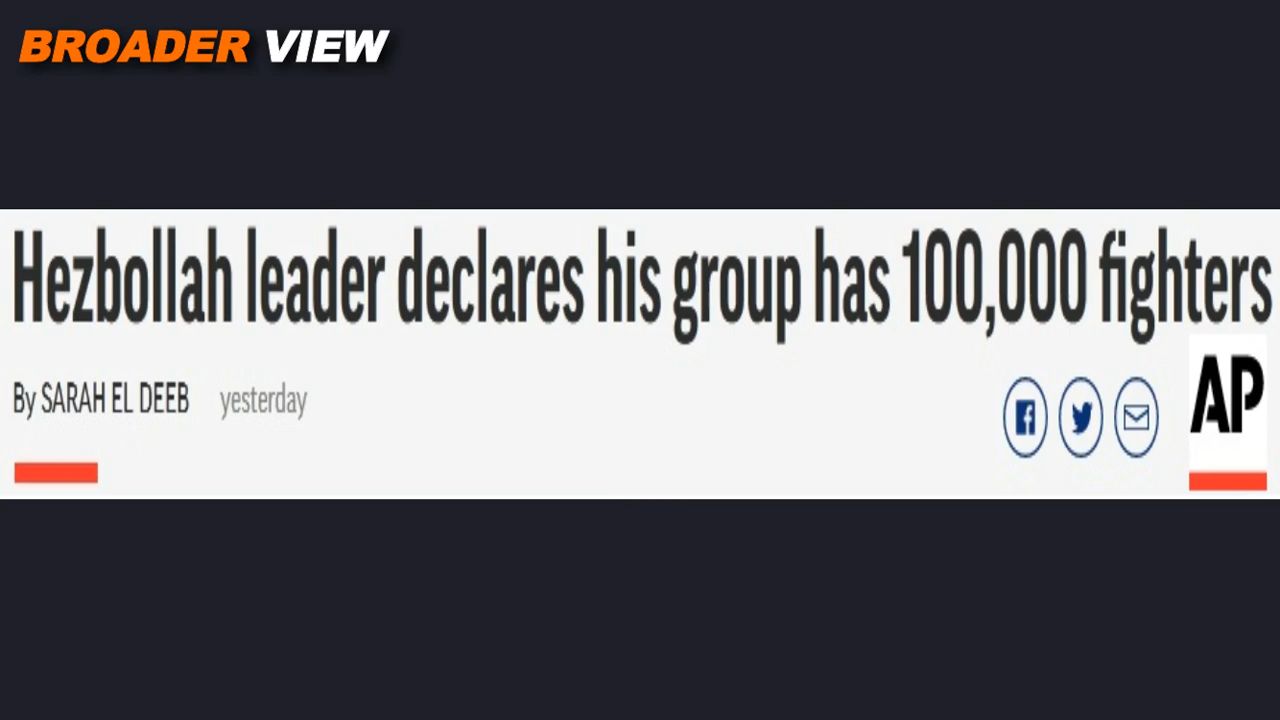 BROADER VIEW
Hezbollah leader declares his group has 100,000 fighters
By SARAH EL DEEB yesterday
AP